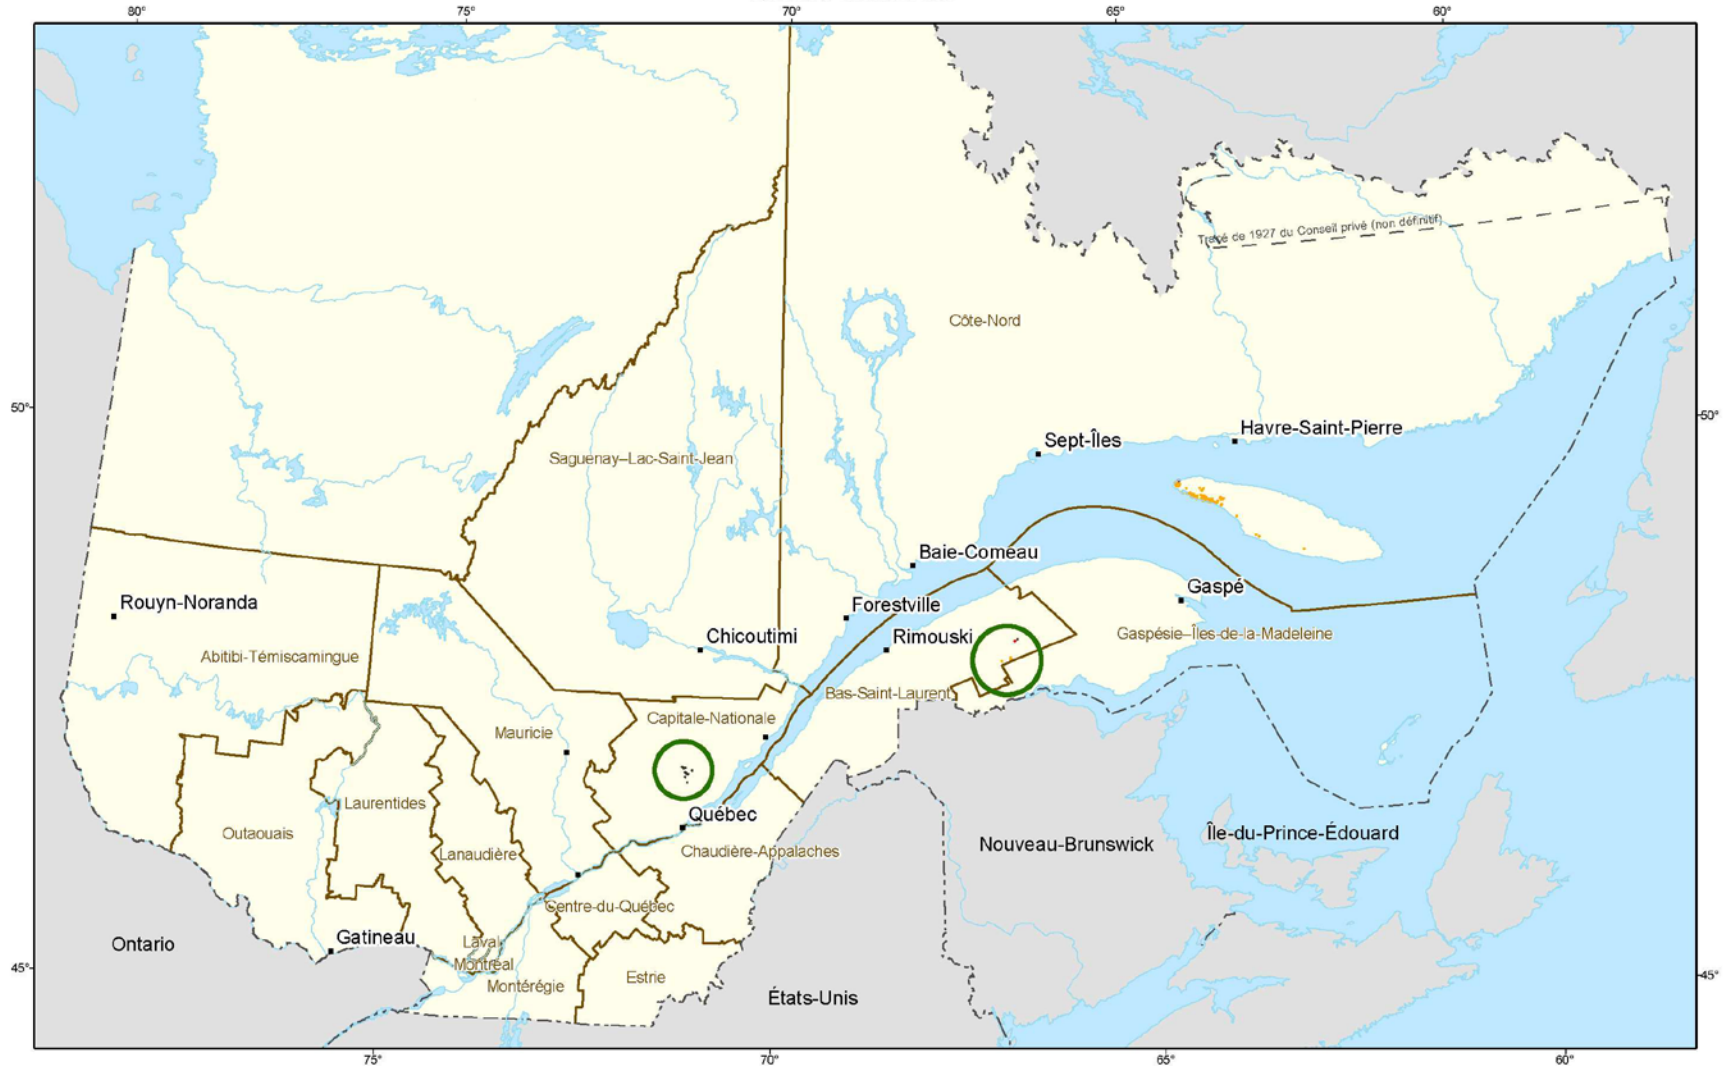 80°
75°
70°
65°
60°
Tracé de 1927 du Conseil privé (non définitif)
Côte-Nord
50°
50°
Havre-Saint-Pierre
Sept-Îles
Saguenay–Lac-Saint-Jean
Baie-Comeau
Gaspé
Rouyn-Noranda
Forestville
Chicoutimi
Rimouski
Gaspésie–Îles-de-la-Madeleine
Abitibi-Témiscamingue
Bas-Saint-Laurent
Capitale-Nationale
Mauricie
Laurentides
Québec
Outaouais
Île-du-Prince-Édouard
Nouveau-Brunswick
Lanaudière
Chaudière-Appalaches
Centre-du-Québec
Gatineau
Laval
Ontario
Montréal
45°
45°
Estrie
Montérégie
États-Unis
75°
70°
65°
60°